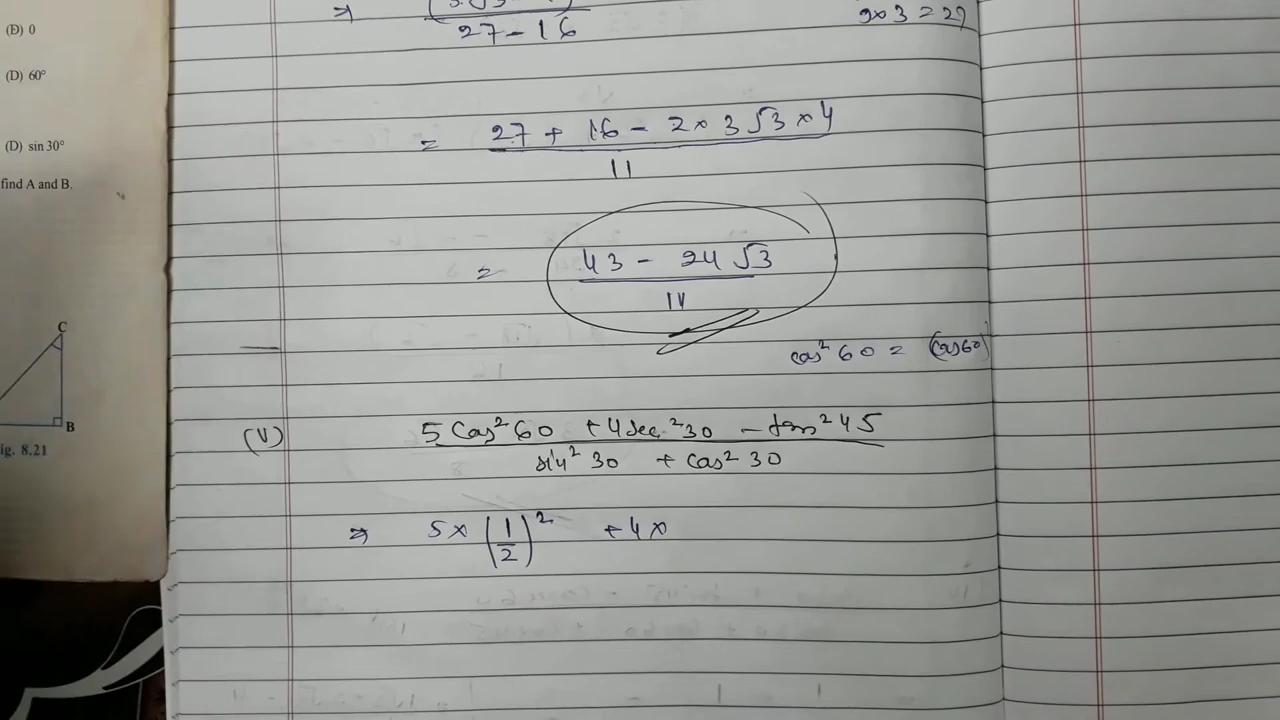 (D) 0
(D) 60°
(D) sin 30°
find A and B.
C
B
ig. 8.21
⇒
27 - 16
9×3 = 27
= 27 + 16 - 2×3√3×4
11
= 43 - 24√3
11
cos² 60 = (cos60)
(V) 5 cos² 60 + 4 sec² 30 - tan² 45
sin² 30 + cos² 30
⇒ 5× (1/2)² + 4×